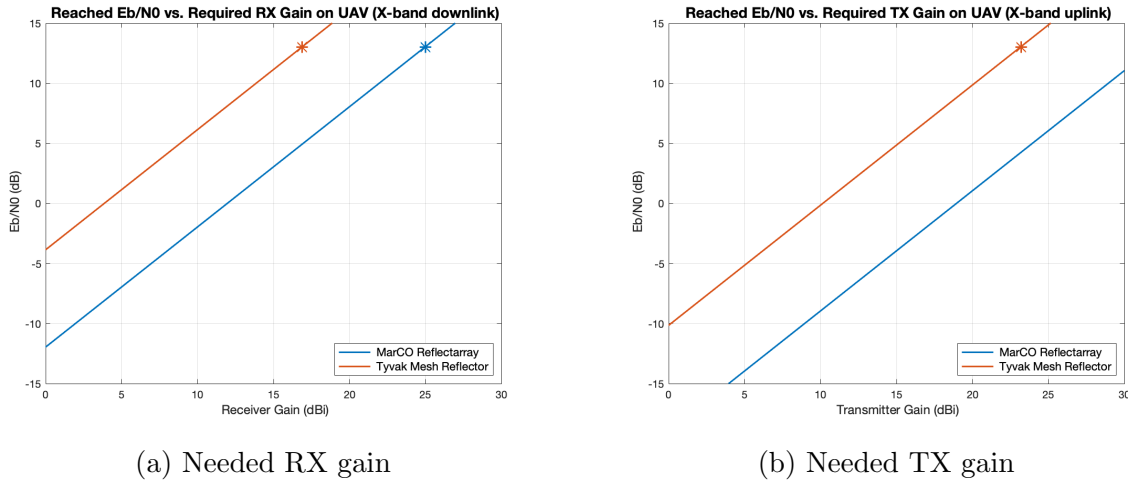 Reached Eb/N0 vs. Required RX Gain on UAV (X-band downlink)
15
10
5
0
-5
-10
-15
Eb/N0 (dB)
0 5 10 15 20 25 30
Receiver Gain (dBi)
MarCO Reflectarray
Tyvak Mesh Reflector
(a) Needed RX gain
Reached Eb/N0 vs. Required TX Gain on UAV (X-band uplink)
15
10
5
0
-5
-10
-15
Eb/N0 (dB)
0 5 10 15 20 25 30
Transmitter Gain (dBi)
MarCO Reflectarray
Tyvak Mesh Reflector
(b) Needed TX gain